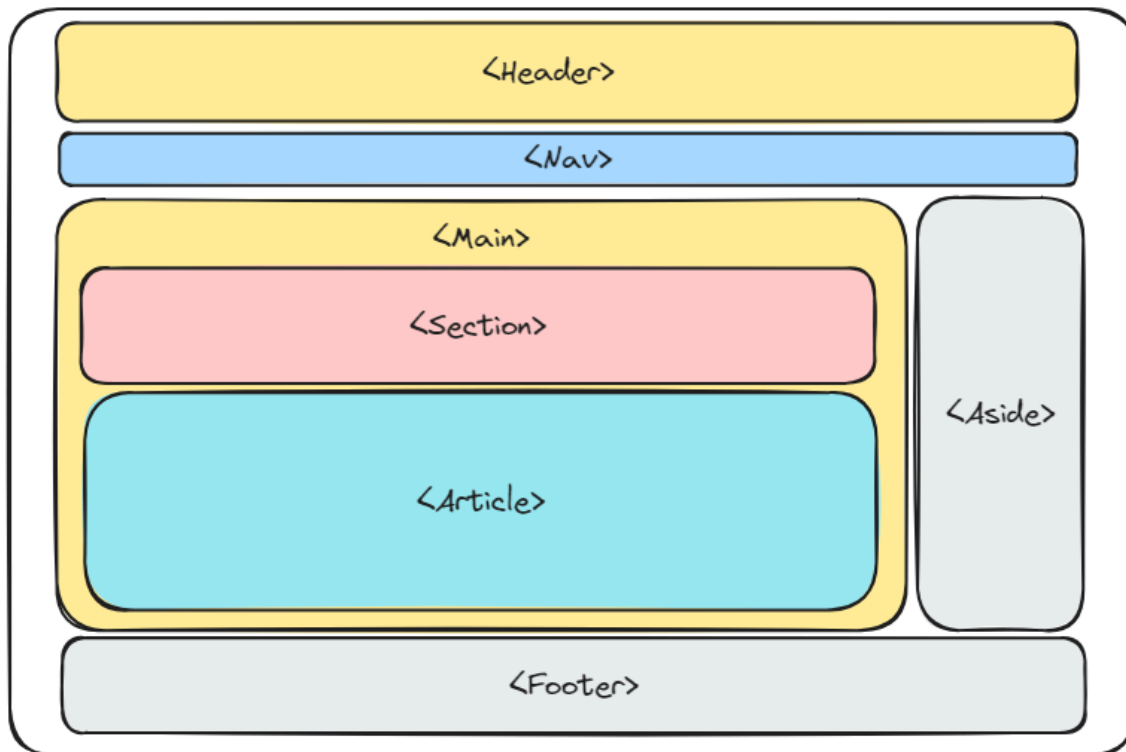 <Header>
<Nav>
<Main>
<Section>
<Article>
<Aside>
<Footer>